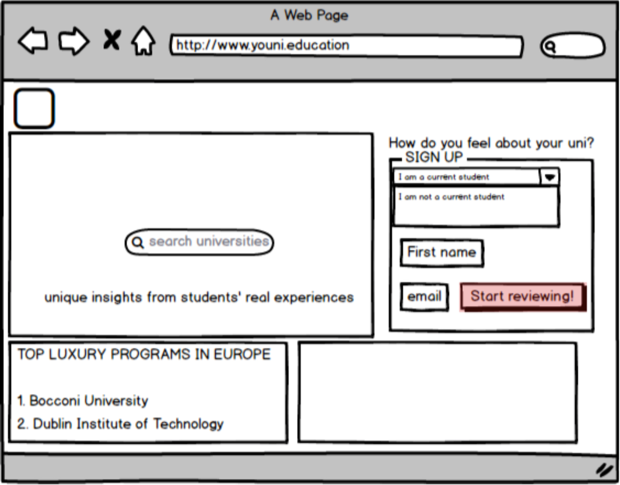 A Web Page
http://www.youni.education
How do you feel about your uni?
SIGN UP
I am a current student
I am not a current student
search universities
First name
unique insights from students' real experiences
email
Start reviewing!
TOP LUXURY PROGRAMS IN EUROPE
1. Bocconi University
2. Dublin Institute of Technology